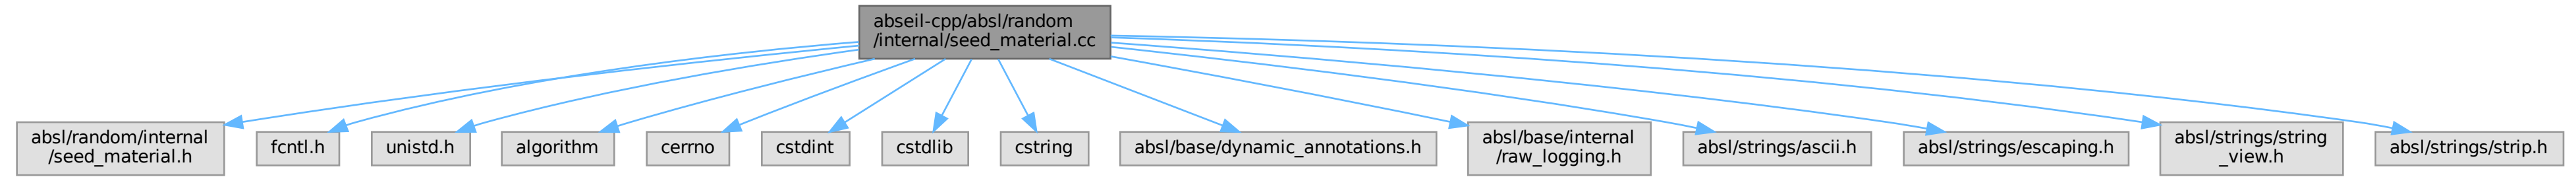 abseil-cpp/absl/random
/internal/seed_material.cc
absl/random/internal
/seed_material.h
fcntl.h
unistd.h
algorithm
cerrno
cstdint
cstdlib
cstring
absl/base/dynamic_annotations.h
absl/base/internal
/raw_logging.h
absl/strings/ascii.h
absl/strings/escaping.h
absl/strings/string
_view.h
absl/strings/strip.h